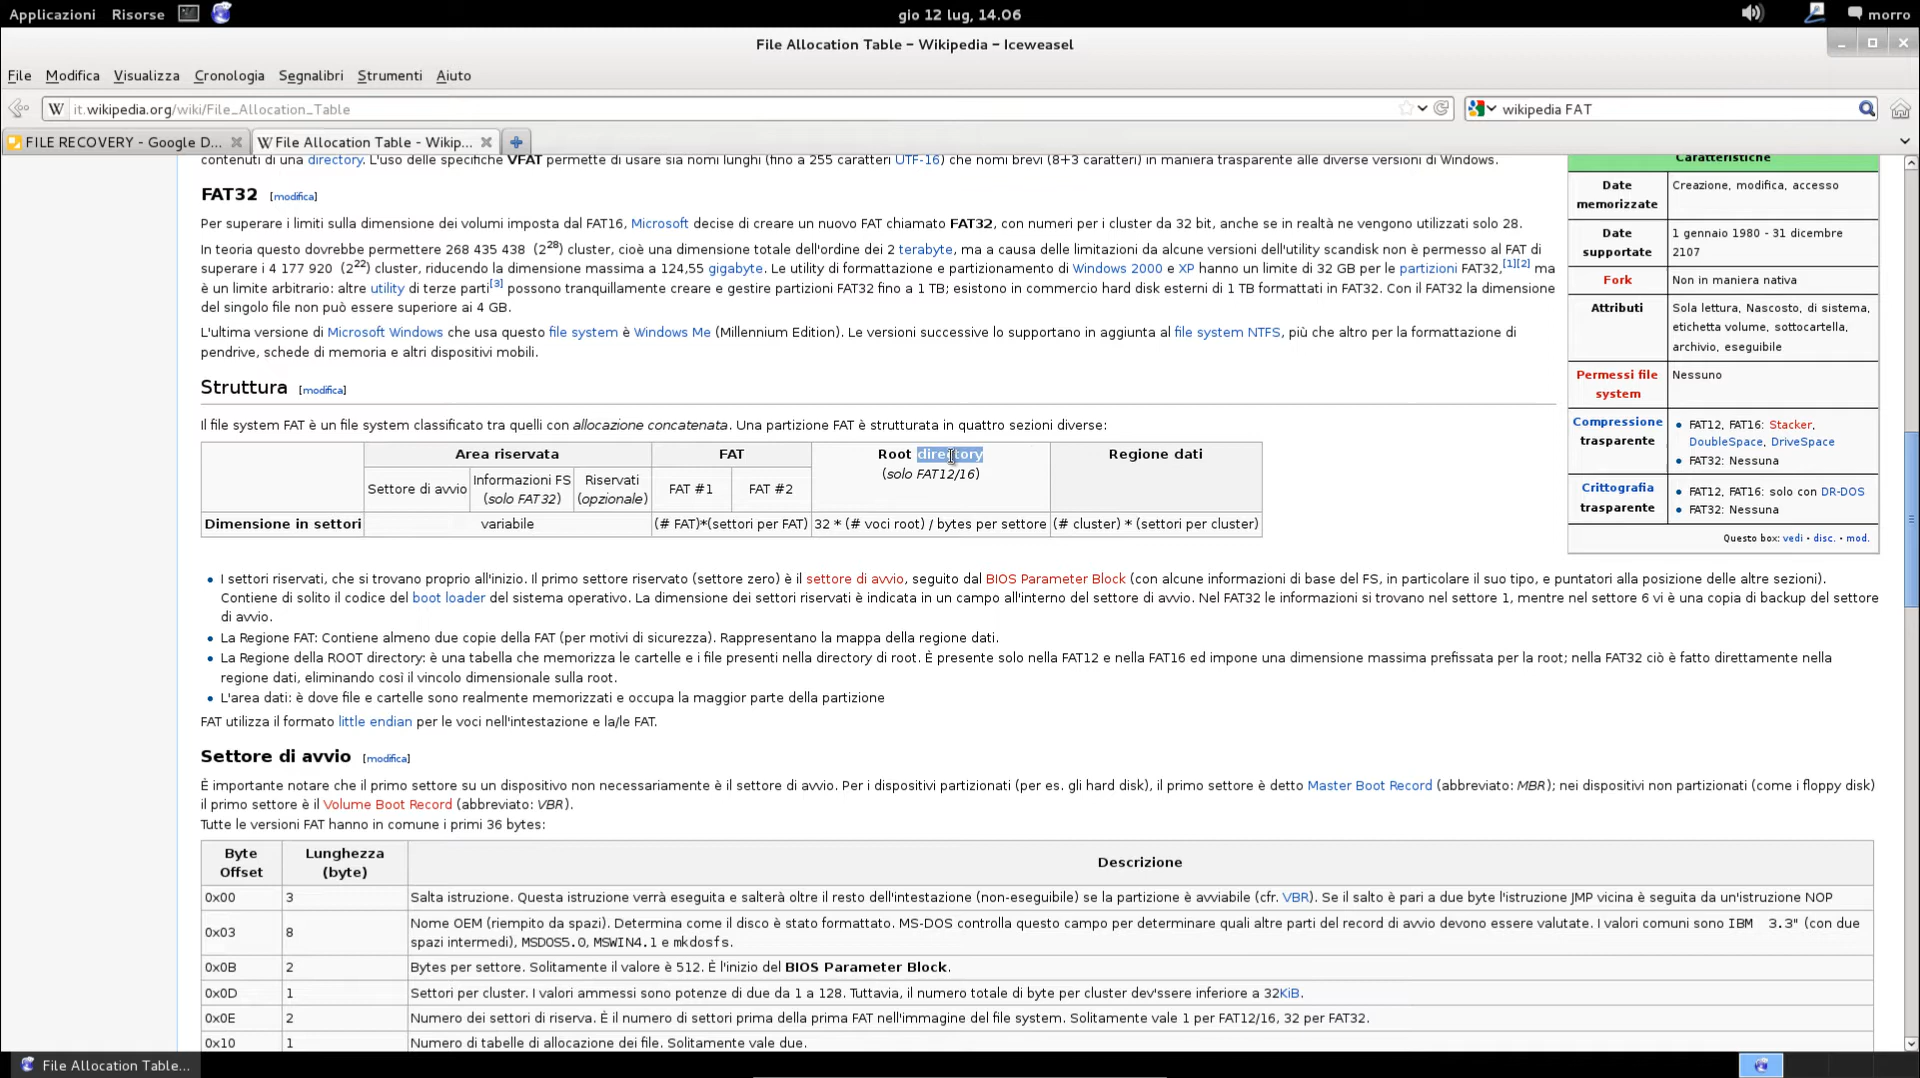 Applicazioni Risorse gio 12 lug, 14.06 morro
File Allocation Table – Wikipedia – Iceweasel
File Modifica Visualizza Cronologia Segnalibri Strumenti Aiuto
it.wikipedia.org/wiki/File_Allocation_Table wikipedia FAT
FILE RECOVERY - Google D... File Allocation Table - Wikip...
contenuti di una directory. L'uso delle specifiche VFAT permette di usare sia nomi lunghi (fino a 255 caratteri UTF-16) che nomi brevi (8+3 caratteri) in maniera trasparente alle diverse versioni di Windows.
FAT32 [modifica]
Per superare i limiti sulla dimensione dei volumi imposta dal FAT16, Microsoft decise di creare un nuovo FAT chiamato FAT32, con numeri per i cluster da 32 bit, anche se in realtà ne vengono utilizzati solo 28.
In teoria questo dovrebbe permettere 268 435 438 (2^28) cluster, cioè una dimensione totale dell'ordine dei 2 terabyte, ma a causa delle limitazioni da alcune versioni dell'utility scandisk non è permesso al FAT di
superare i 4 177 920 (2^22) cluster, riducendo la dimensione massima a 124,55 gigabyte. Le utility di formattazione e partizionamento di Windows 2000 e XP hanno un limite di 32 GB per le partizioni FAT32,[1][2] ma
è un limite arbitrario: altre utility di terze parti[3] possono tranquillamente creare e gestire partizioni FAT32 fino a 1 TB; esistono in commercio hard disk esterni di 1 TB formattati in FAT32. Con il FAT32 la dimensione
del singolo file non può essere superiore ai 4 GB.
L'ultima versione di Microsoft Windows che usa questo file system è Windows Me (Millennium Edition). Le versioni successive lo supportano in aggiunta al file system NTFS, più che altro per la formattazione di
pendrive, schede di memoria e altri dispositivi mobili.
Caratteristiche
Date memorizzate Creazione, modifica, accesso
Date supportate 1 gennaio 1980 - 31 dicembre 2107
Fork Non in maniera nativa
Attributi Sola lettura, Nascosto, di sistema,
etichetta volume, sottocartella,
archivio, eseguibile
Permessi file system Nessuno
Compressione trasparente
FAT12, FAT16: Stacker,
DoubleSpace, DriveSpace
FAT32: Nessuna
Crittografia trasparente
FAT12, FAT16: solo con DR-DOS
FAT32: Nessuna
Questo box: vedi • disc. • mod.
Struttura [modifica]
Il file system FAT è un file system classificato tra quelli con allocazione concatenata. Una partizione FAT è strutturata in quattro sezioni diverse:
Area riservata FAT Root directory Regione dati
(solo FAT12/16)
Settore di avvio Informazioni FS (solo FAT32) Riservati (opzionale) FAT #1 FAT #2
Dimensione in settori variabile (# FAT)*(settori per FAT) 32 * (# voci root) / bytes per settore (# cluster) * (settori per cluster)
• I settori riservati, che si trovano proprio all'inizio. Il primo settore riservato (settore zero) è il settore di avvio, seguito dal BIOS Parameter Block (con alcune informazioni di base del FS, in particolare il suo tipo, e puntatori alla posizione delle altre sezioni).
Contiene di solito il codice del boot loader del sistema operativo. La dimensione dei settori riservati è indicata in un campo all'interno del settore di avvio. Nel FAT32 le informazioni si trovano nel settore 1, mentre nel settore 6 vi è una copia di backup del settore
di avvio.
• La Regione FAT: Contiene almeno due copie della FAT (per motivi di sicurezza). Rappresentano la mappa della regione dati.
• La Regione della ROOT directory: è una tabella che memorizza le cartelle e i file presenti nella directory di root. È presente solo nella FAT12 e nella FAT16 ed impone una dimensione massima prefissata per la root; nella FAT32 ciò è fatto direttamente nella
regione dati, eliminando così il vincolo dimensionale sulla root.
• L'area dati: è dove file e cartelle sono realmente memorizzati e occupa la maggior parte della partizione
FAT utilizza il formato little endian per le voci nell'intestazione e la/le FAT.
Settore di avvio [modifica]
È importante notare che il primo settore su un dispositivo non necessariamente è il settore di avvio. Per i dispositivi partizionati (per es. gli hard disk), il primo settore è detto Master Boot Record (abbreviato: MBR); nei dispositivi non partizionati (come i floppy disk)
il primo settore è il Volume Boot Record (abbreviato: VBR).
Tutte le versioni FAT hanno in comune i primi 36 bytes:
Byte Offset Lunghezza (byte) Descrizione
0x00 3 Salta istruzione. Questa istruzione verrà eseguita e salterà oltre il resto dell'intestazione (non-eseguibile) se la partizione è avviabile (cfr. VBR). Se il salto è pari a due byte l'istruzione JMP vicina è seguita da un'istruzione NOP
0x03 8 Nome OEM (riempito da spazi). Determina come il disco è stato formattato. MS-DOS controlla questo campo per determinare quali altre parti del record di avvio devono essere valutate. I valori comuni sono IBM  3.3" (con due
spazi intermedi), MSDOS5.0, MSWIN4.1 e mkdosfs.
0x0B 2 Bytes per settore. Solitamente il valore è 512. È l'inizio del BIOS Parameter Block.
0x0D 1 Settori per cluster. I valori ammessi sono potenze di due da 1 a 128. Tuttavia, il numero totale di byte per cluster dev'ssere inferiore a 32KiB.
0x0E 2 Numero dei settori di riserva. È il numero di settori prima della prima FAT nell'immagine del file system. Solitamente vale 1 per FAT12/16, 32 per FAT32.
0x10 1 Numero di tabelle di allocazione dei file. Solitamente vale due.
File Allocation Table...